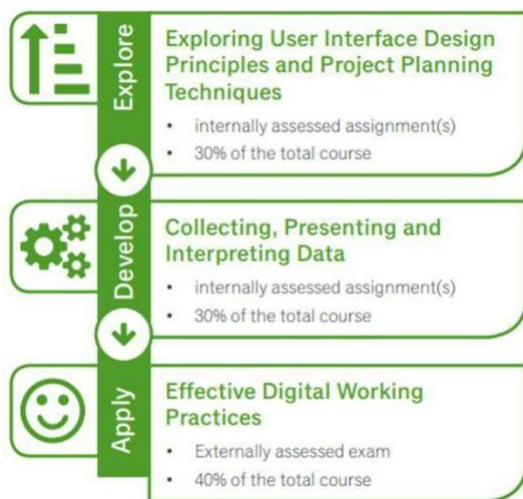 Explore
Exploring User Interface Design
Principles and Project Planning
Techniques
• internally assessed assignment(s)
• 30% of the total course
Develop
Collecting, Presenting and
Interpreting Data
• internally assessed assignment(s)
• 30% of the total course
Apply
Effective Digital Working
Practices
• Externally assessed exam
• 40% of the total course